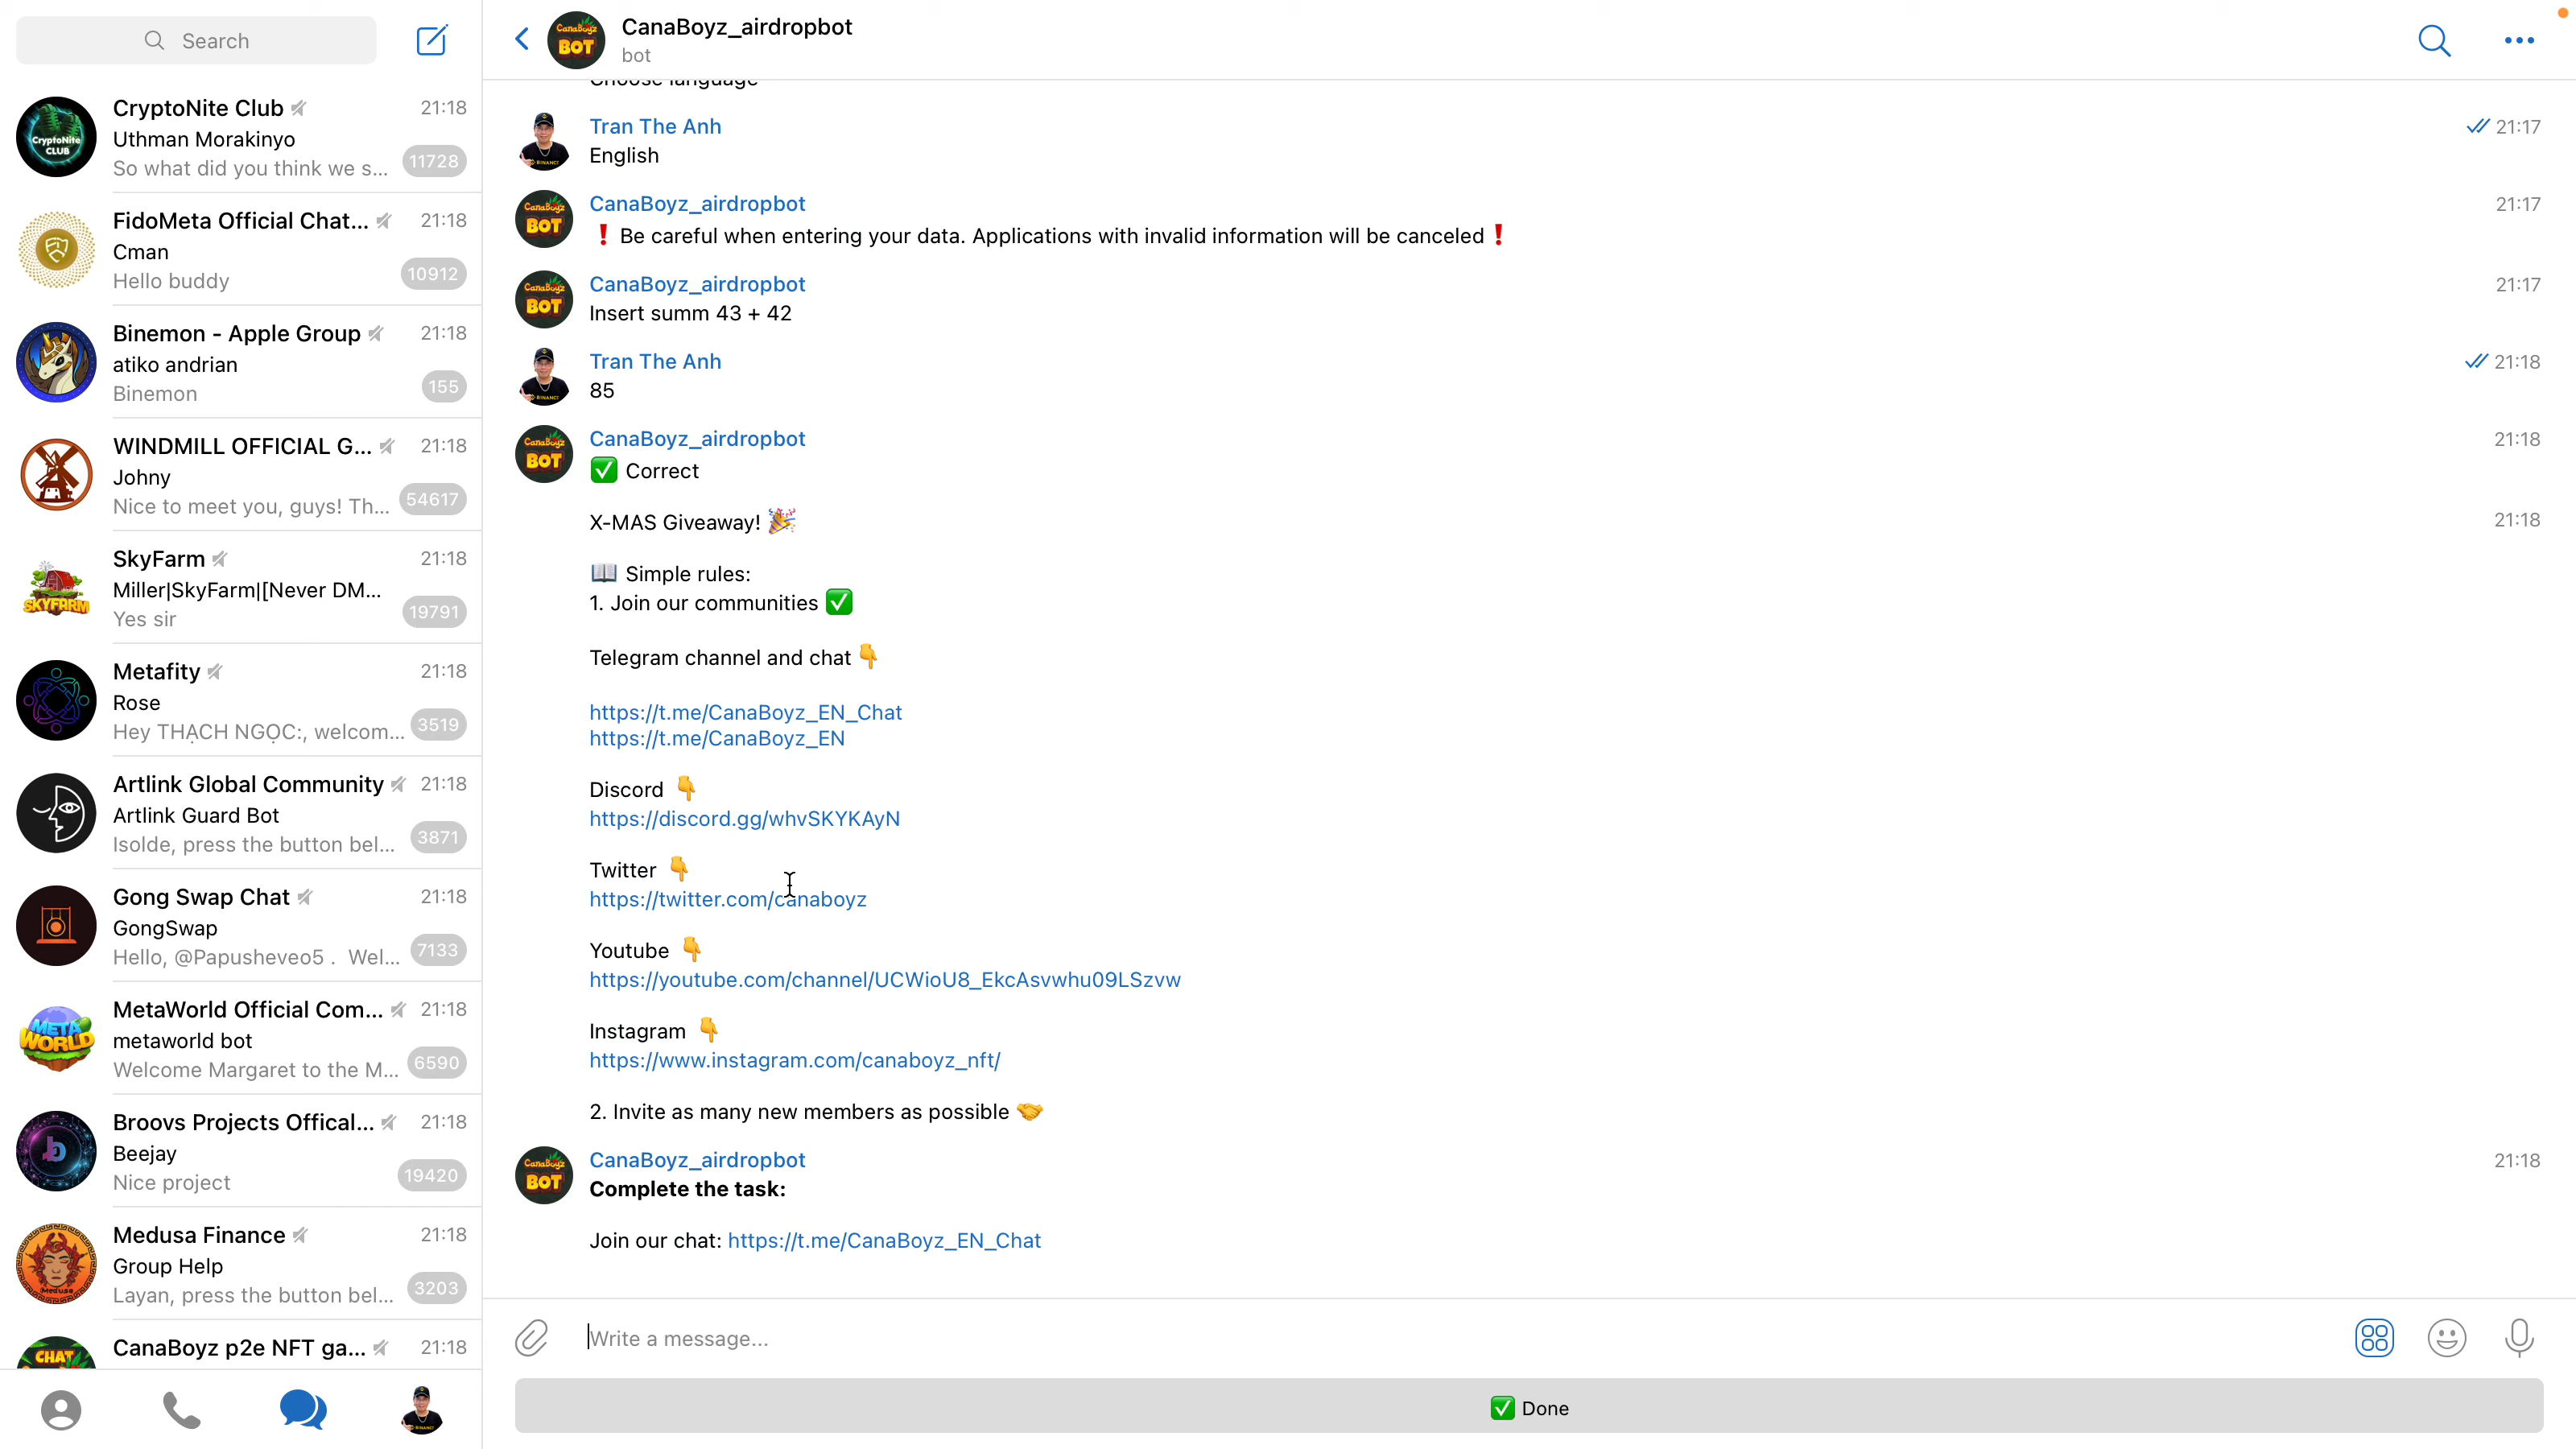 Search
CryptoNite Club
21:18
Uthman Morakinyo
So what did you think we s...
11728
FidoMeta Official Chat...
21:18
Cman
Hello buddy
10912
Binemon - Apple Group
21:18
atiko andrian
Binemon
155
WINDMILL OFFICIAL G...
21:18
Johny
Nice to meet you, guys! Th...
54617
SkyFarm
21:18
Miller|SkyFarm|[Never DM...
Yes sir
19791
Metafity
21:18
Rose
Hey THẠCH NGỌC:, welcom...
3519
Artlink Global Community
21:18
Artlink Guard Bot
Isolde, press the button bel...
3871
Gong Swap Chat
21:18
GongSwap
Hello, @Papusheveo5 . Wel...
7133
MetaWorld Official Com...
21:18
metaworld bot
Welcome Margaret to the M...
6590
Broovs Projects Offical...
21:18
Beejay
Nice project
19420
Medusa Finance
21:18
Group Help
Layan, press the button bel...
3203
CanaBoyz p2e NFT ga...
21:18
CanaBoyz_airdropbot
bot
Choose language
Tran The Anh
21:17
English
CanaBoyz_airdropbot
21:17
❗ Be careful when entering your data. Applications with invalid information will be canceled❗
CanaBoyz_airdropbot
21:17
Insert summ 43 + 42
Tran The Anh
21:18
85
CanaBoyz_airdropbot
21:18
✅ Correct
X-MAS Giveaway! 🎉
21:18
📖 Simple rules:
1. Join our communities ✅
Telegram channel and chat 👇
https://t.me/CanaBoyz_EN_Chat
https://t.me/CanaBoyz_EN
Discord 👇
https://discord.gg/whvSKYKAyN
Twitter 👇
https://twitter.com/canaboyz
Youtube 👇
https://youtube.com/channel/UCWioU8_EkcAsvwhu09LSzvw
Instagram 👇
https://www.instagram.com/canaboyz_nft/
2. Invite as many new members as possible 🤝
CanaBoyz_airdropbot
21:18
Complete the task:
Join our chat: https://t.me/CanaBoyz_EN_Chat
Write a message...
✅ Done